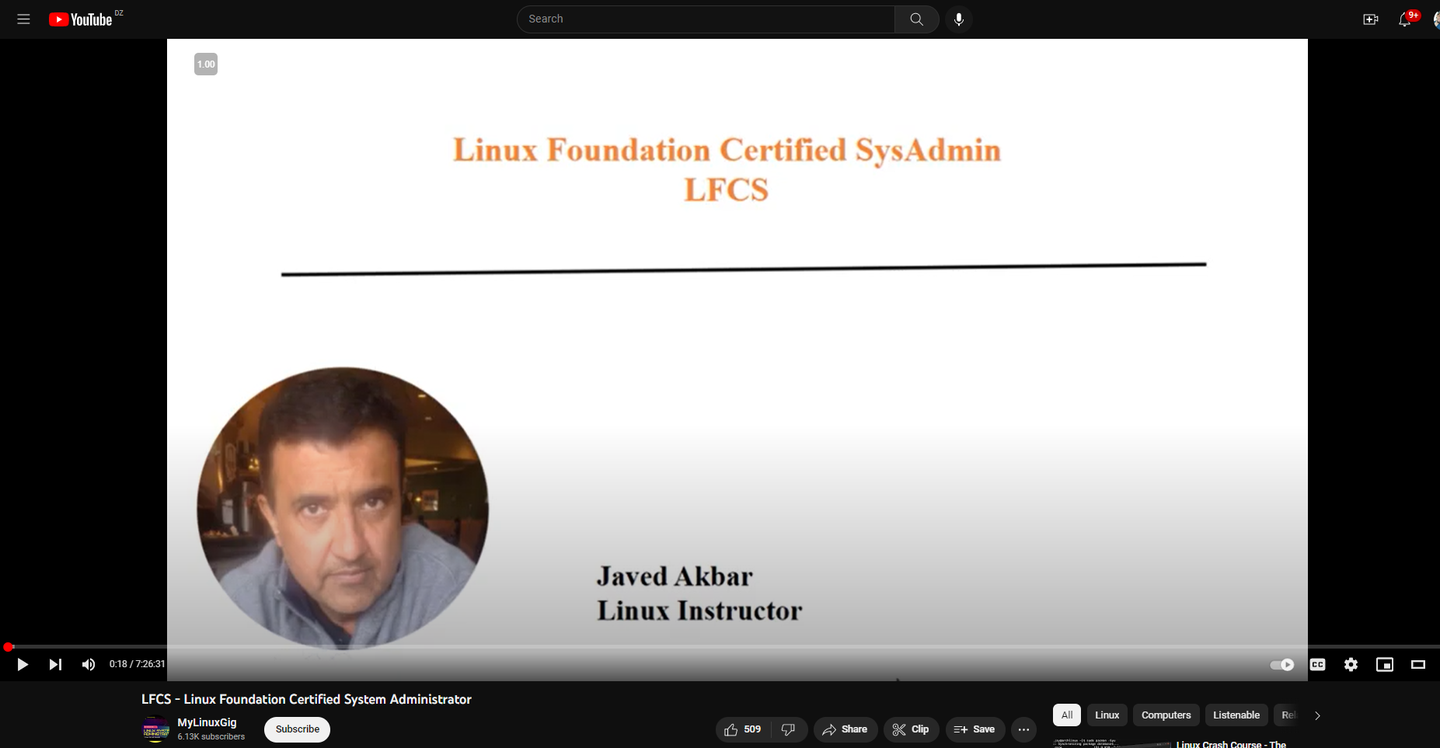 YouTube DZ
Search
9+
1.00
Linux Foundation Certified SysAdmin
LFCS
Javed Akbar
Linux Instructor
0:18 / 7:26:31
CC
LFCS - Linux Foundation Certified System Administrator
MyLinuxGig
6.13K subscribers
Subscribe
509
Share
Clip
Save
All
Linux
Computers
Listenable
Linux Crash Course - The